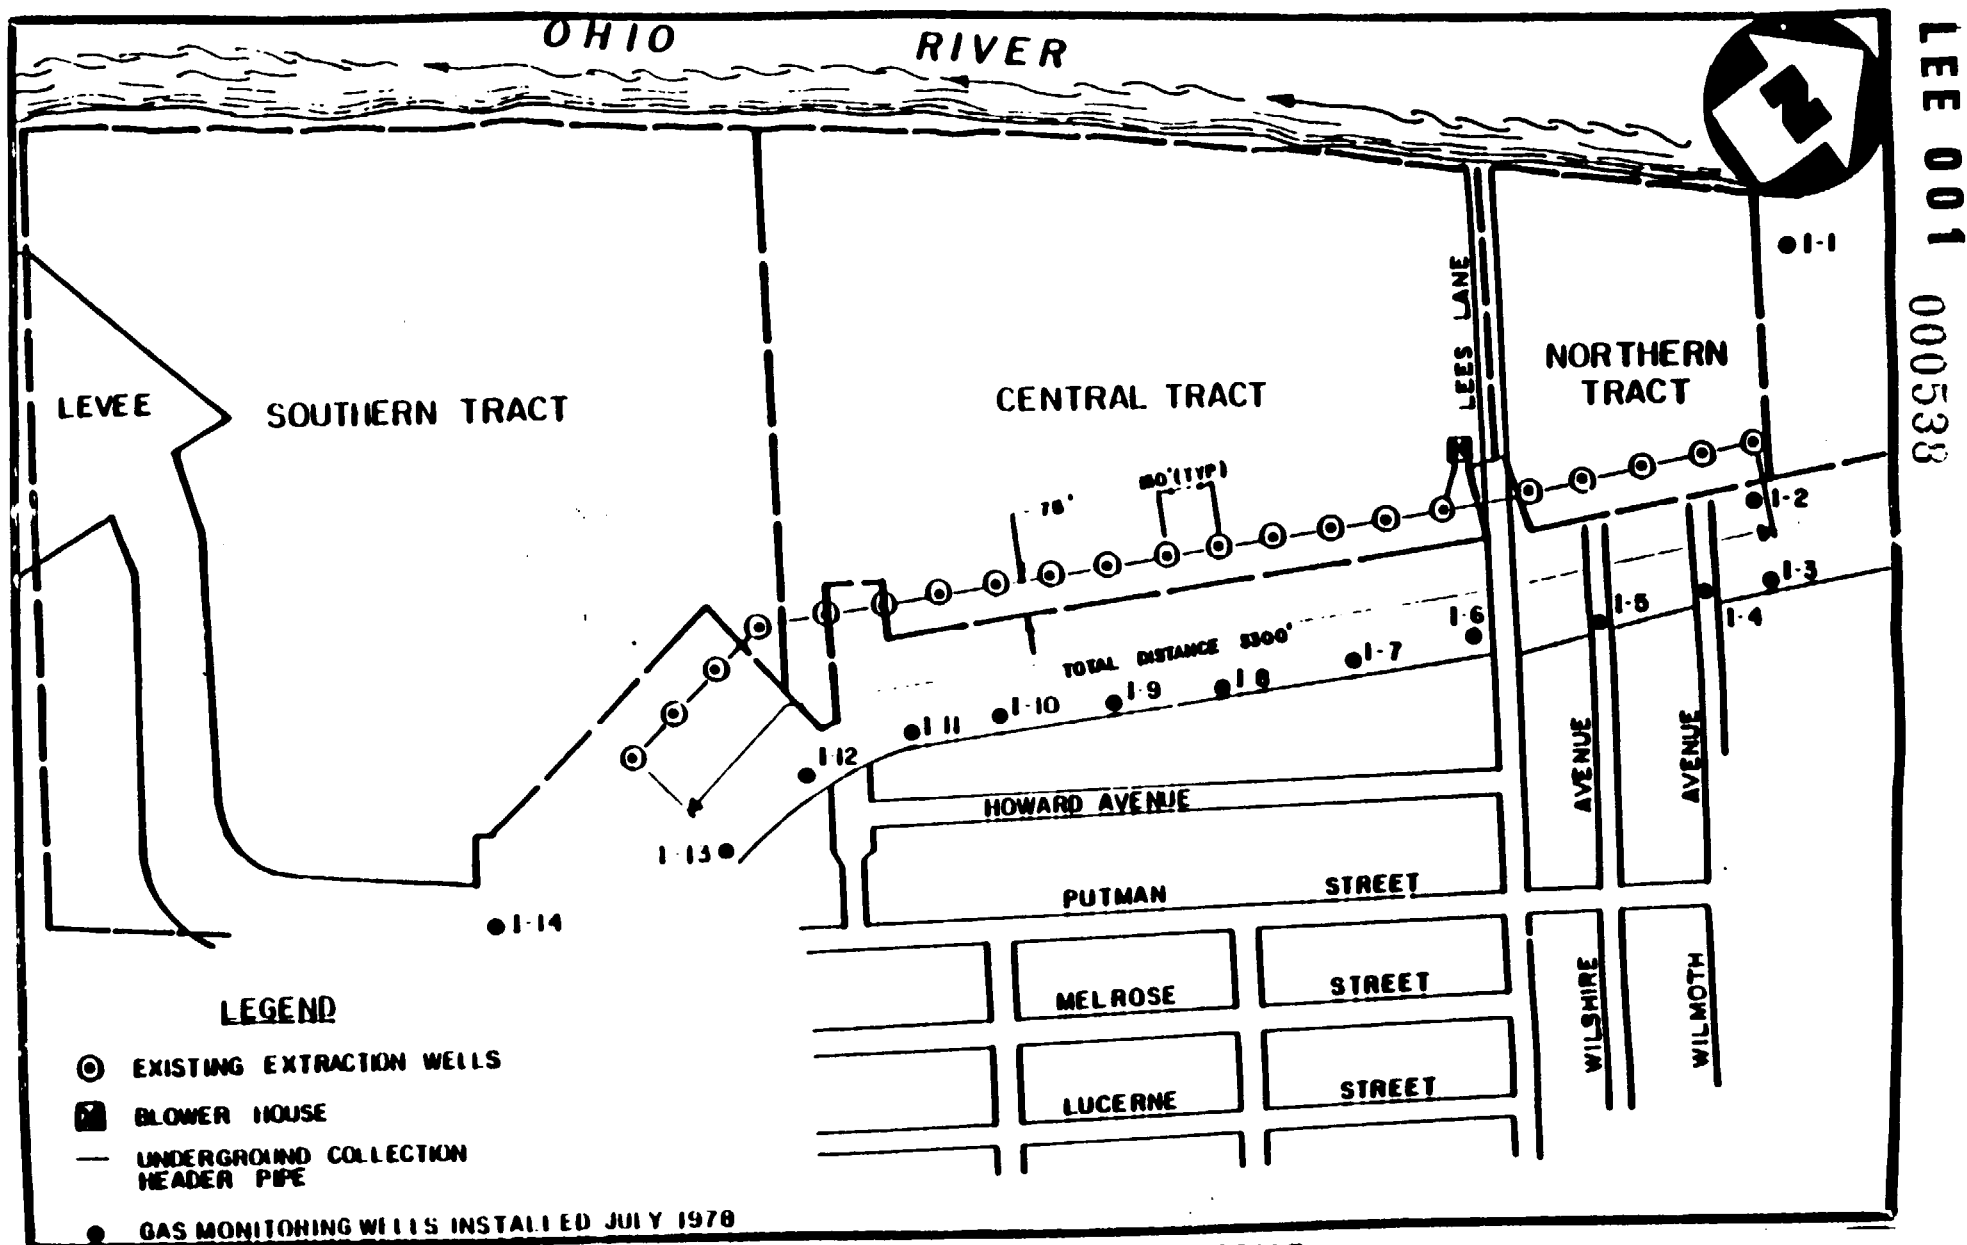 OHIO RIVER
N
LEE 001
000538
I-1
LEVEE
SOUTHERN TRACT
CENTRAL TRACT
LEES LANE
NORTHERN
TRACT
150'(TYP)
75'
I-2
I-3
I-4
I-5
I-6
I-7
I-8
I-9
I-10
I-11
I-12
I-13
I-14
TOTAL DISTANCE 3300'
HOWARD AVENUE
PUTMAN STREET
MELROSE STREET
LUCERNE STREET
WILSHIRE AVENUE
WILMOTH AVENUE
LEGEND
EXISTING EXTRACTION WELLS
BLOWER HOUSE
UNDERGROUND COLLECTION
HEADER PIPE
GAS MONITORING WELLS INSTALLED JULY 1978